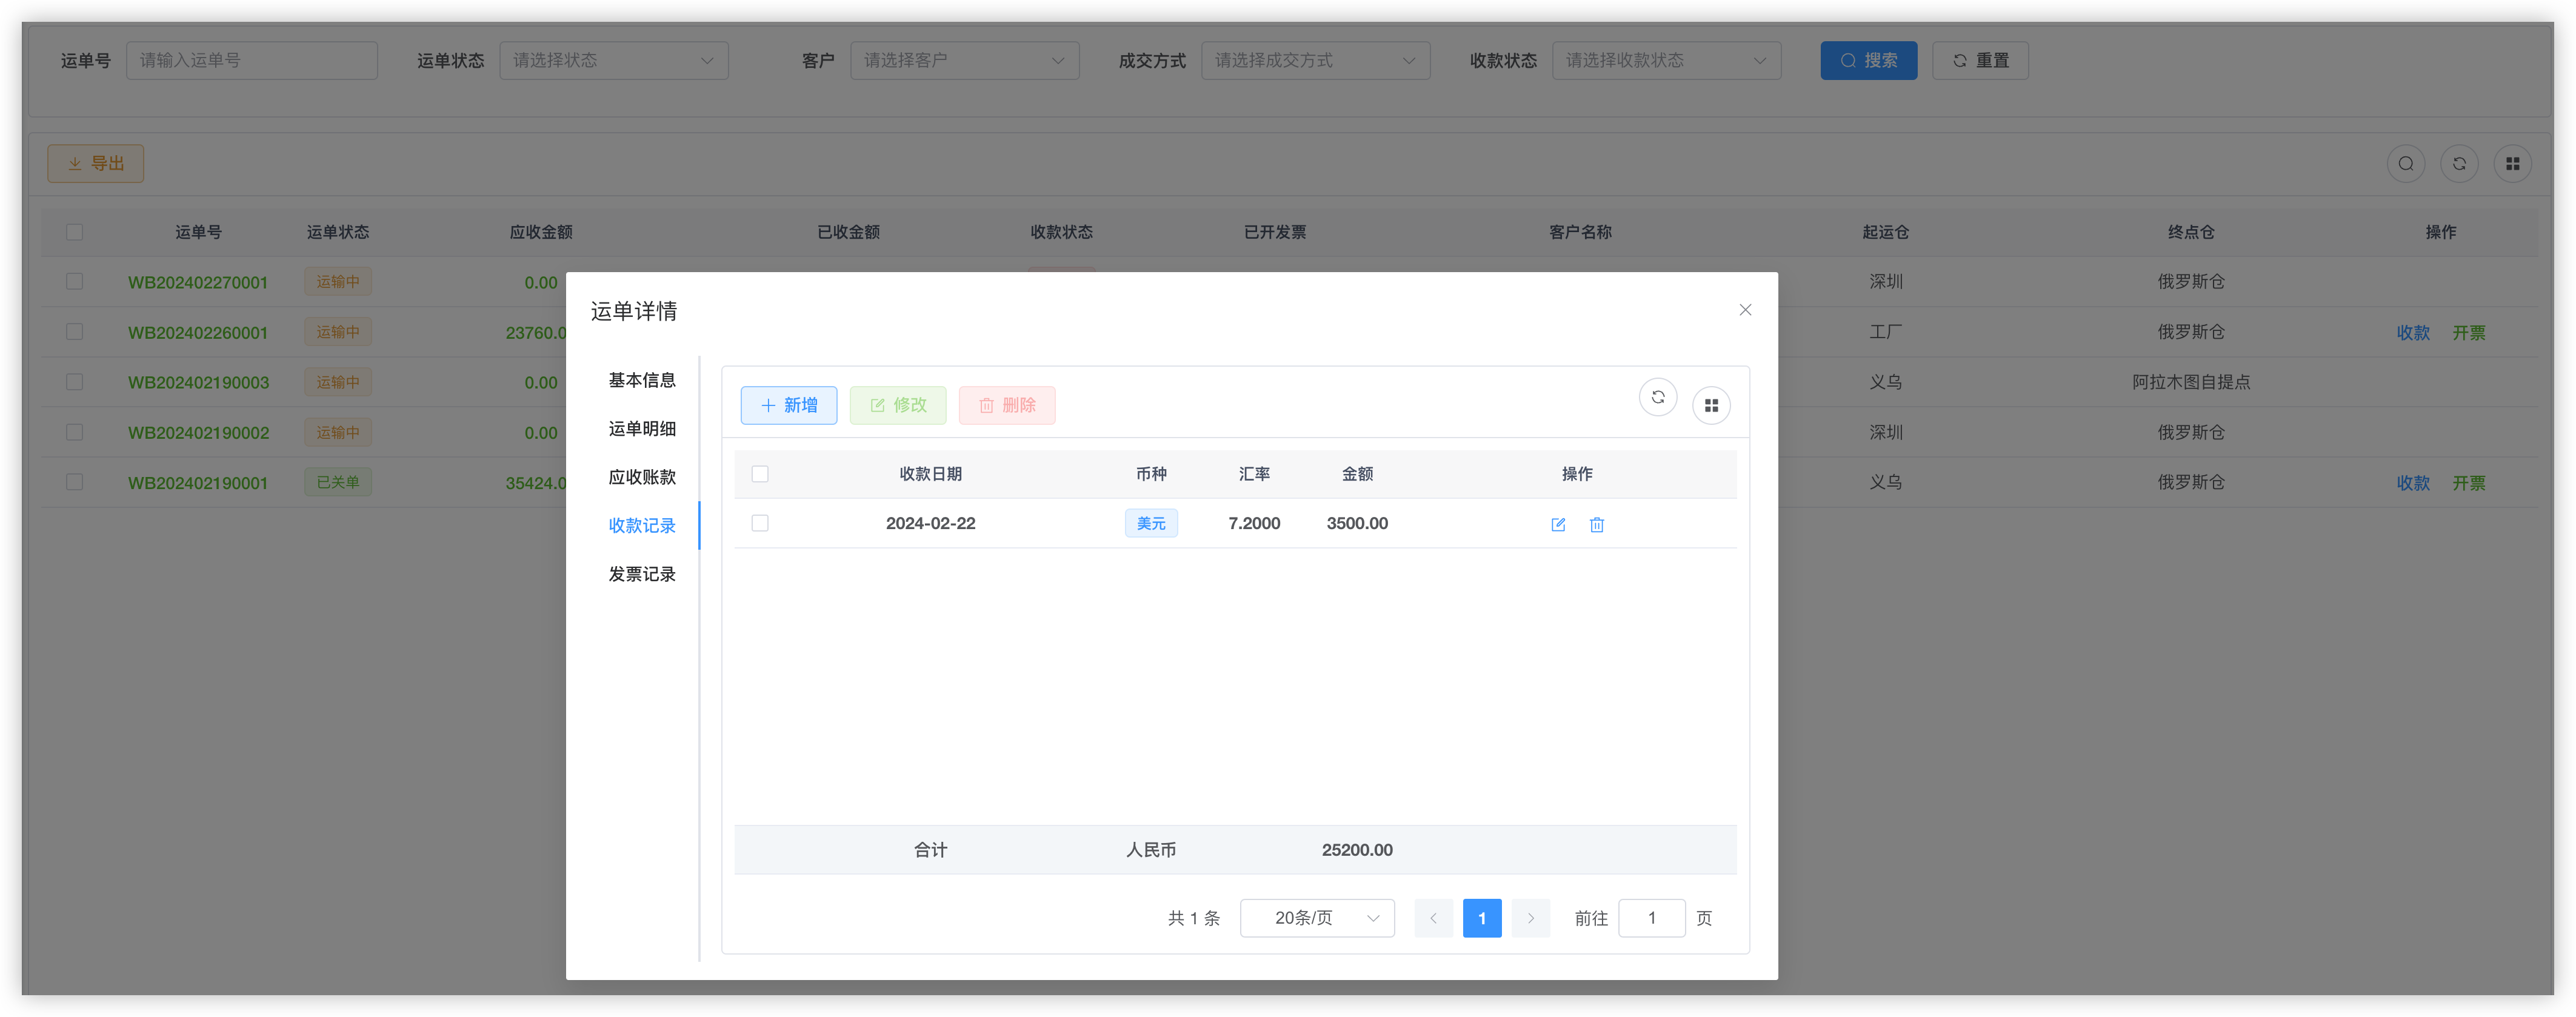 运单号 请输入运单号 运单状态 请选择状态 客户 请选择客户 成交方式 请选择成交方式 收款状态 请选择收款状态 搜索 重置
导出
运单号 运单状态 应收金额 已收金额 收款状态 已开发票 客户名称 起运仓 终点仓 操作
WB202402270001 运输中 0.00 深圳 俄罗斯仓
WB202402260001 运输中 23760.0 工厂 俄罗斯仓 收款 开票
WB202402190003 运输中 0.00 义乌 阿拉木图自提点
WB202402190002 运输中 0.00 深圳 俄罗斯仓
WB202402190001 已关单 35424.0 义乌 俄罗斯仓 收款 开票
运单详情
基本信息
运单明细
应收账款
收款记录
发票记录
新增 修改 删除
收款日期 币种 汇率 金额 操作
2024-02-22 美元 7.2000 3500.00
合计 人民币 25200.00
共 1 条 20条/页 1 前往 1 页